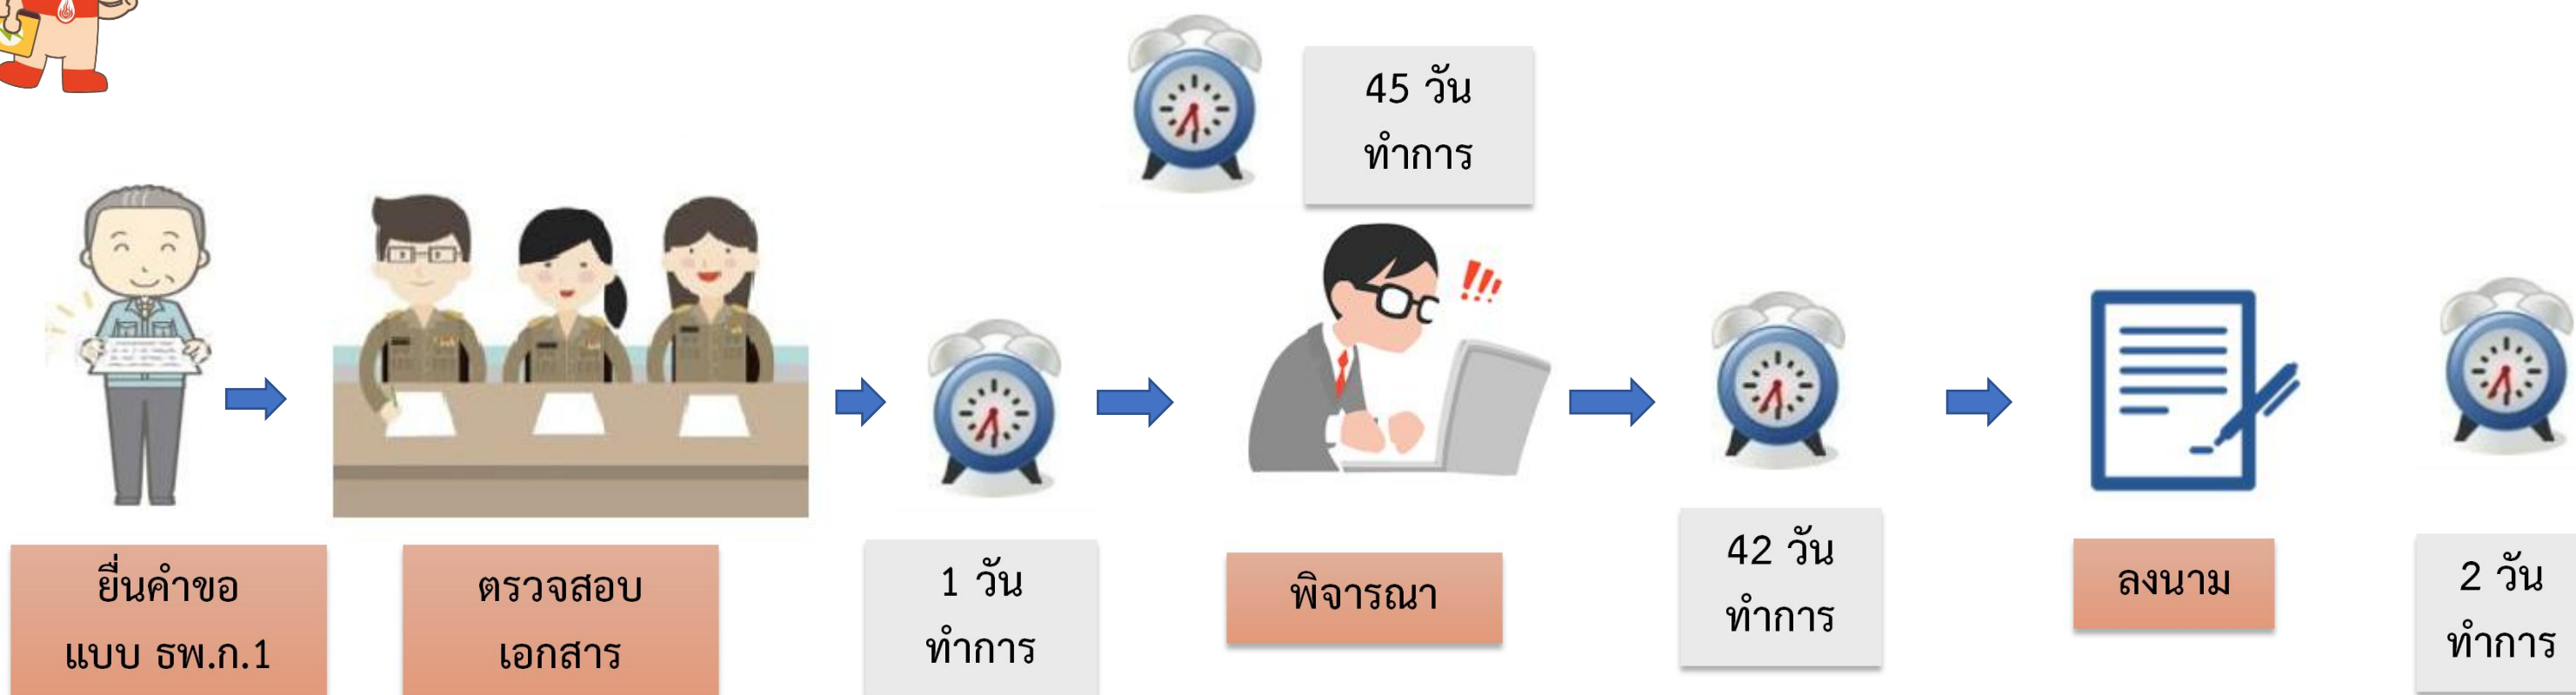 45 วัน
ทำการ
ยื่นคำขอ
แบบ ธพ.ก.1
ตรวจสอบ
เอกสาร
1 วัน
ทำการ
พิจารณา
42 วัน
ทำการ
ลงนาม
2 วัน
ทำการ